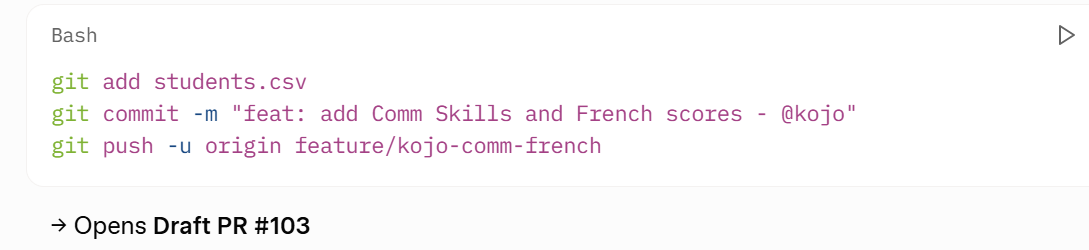 Bash
git add students.csv
git commit -m "feat: add Comm Skills and French scores - @kojo"
git push -u origin feature/kojo-comm-french
→ Opens Draft PR #103